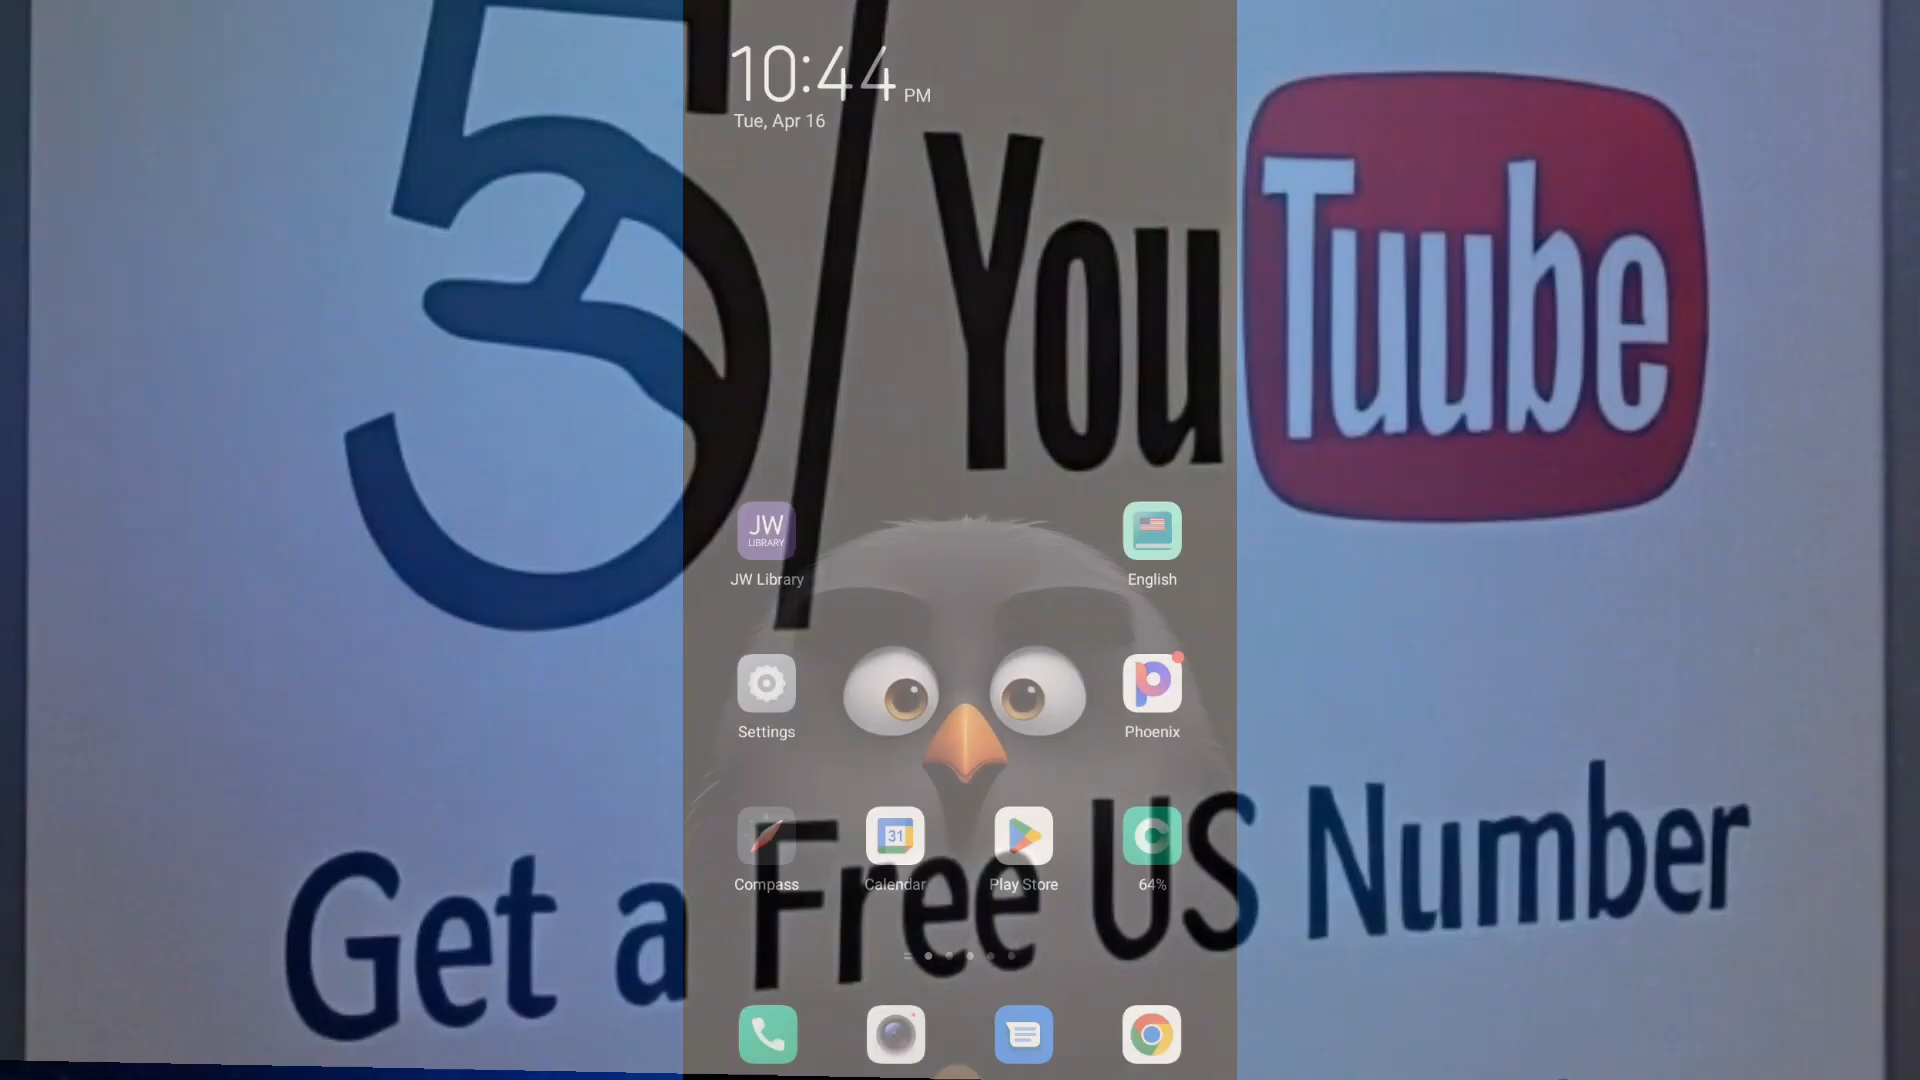 10:44 PM
Tue, Apr 16
5/YouTuube
JW
LIBRARY
JW Library
English
Settings
Phoenix
31
Compass
Calendar
Play Store
64%
Get a Free US Number